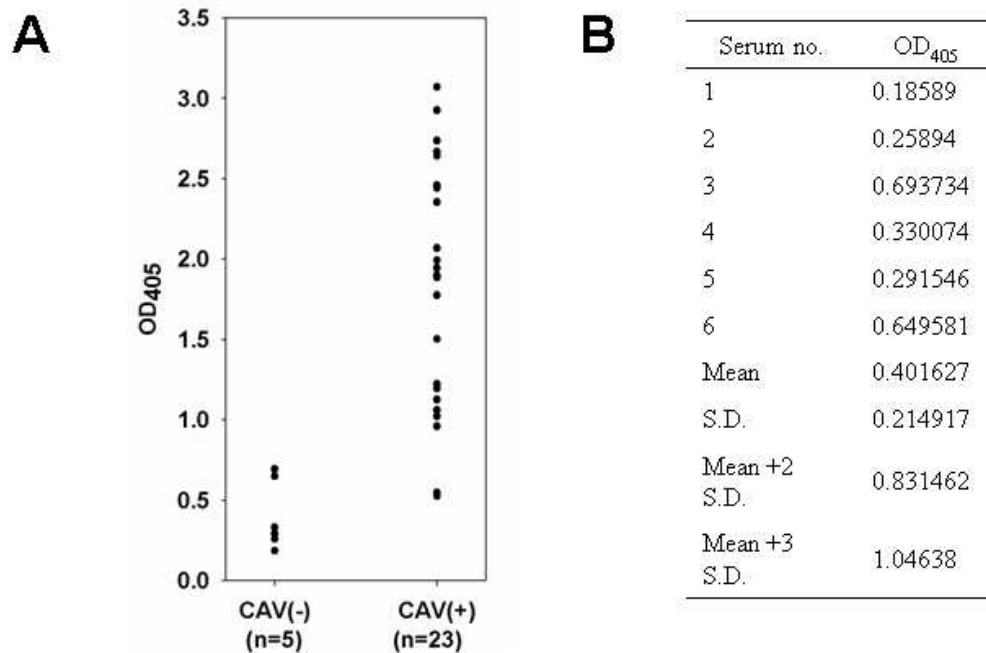 A
3.5
3.0
2.5
2.0
1.5
1.0
0.5
0.0
OD405
CAV(-)
(n=5)
CAV(+)
(n=23)
B
Serum no. OD405
1 0.18589
2 0.25894
3 0.693734
4 0.330074
5 0.291546
6 0.649581
Mean 0.401627
S.D. 0.214917
Mean +2
S.D. 0.831462
Mean +3
S.D. 1.04638